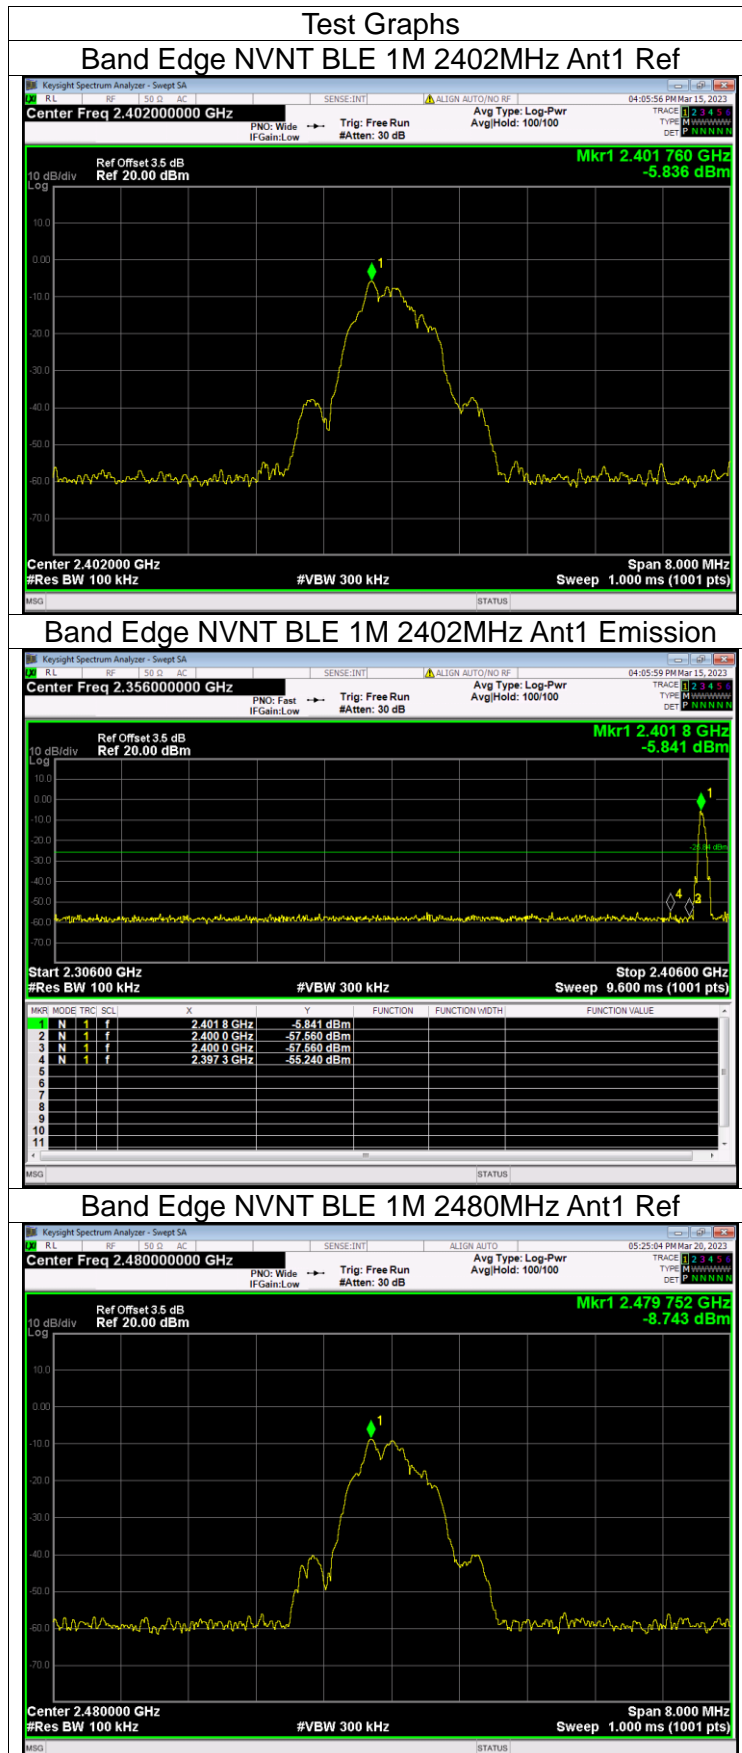 Test Graphs
Band Edge NVNT BLE 1M 2402MHz Ant1 Ref
Keysight Spectrum Analyzer - Swept SA
RL RF 50 Ω AC SENSE:INT ALIGN AUTO/NO RF 04:05:56 PM Mar 15, 2023
Center Freq 2.402000000 GHz Avg Type: Log-Pwr TRACE 1 2 3 4 5 6
PNO: Wide Trig: Free Run Avg|Hold: 100/100 TYPE M WWWWW
IFGain:Low #Atten: 30 dB DET P N N N N N
Mkr1 2.401 760 GHz
Ref Offset 3.5 dB
10 dB/div Ref 20.00 dBm -5.836 dBm
Log
10.0
1
0.00
-10.0
-20.0
-30.0
-40.0
-50.0
-60.0
-70.0
Center 2.402000 GHz Span 8.000 MHz
#Res BW 100 kHz #VBW 300 kHz Sweep 1.000 ms (1001 pts)
MSG STATUS
Band Edge NVNT BLE 1M 2402MHz Ant1 Emission
Keysight Spectrum Analyzer - Swept SA
RL RF 50 Ω AC SENSE:INT ALIGN AUTO/NO RF 04:05:59 PM Mar 15, 2023
Center Freq 2.356000000 GHz Avg Type: Log-Pwr TRACE 1 2 3 4 5 6
PNO: Fast Trig: Free Run Avg|Hold: 100/100 TYPE M WWWWW
IFGain:Low #Atten: 30 dB DET P N N N N N
Mkr1 2.401 8 GHz
Ref Offset 3.5 dB
10 dB/div Ref 20.00 dBm -5.841 dBm
Log
10.0
1
0.00
-10.0
-20.0
-25.84 dBm
-30.0
-40.0
4 3
-50.0
-60.0
-70.0
Start 2.30600 GHz Stop 2.40600 GHz
#Res BW 100 kHz #VBW 300 kHz Sweep 9.600 ms (1001 pts)
MKR MODE TRC SCL X Y FUNCTION FUNCTION WIDTH FUNCTION VALUE
1 N 1 f 2.401 8 GHz -5.841 dBm
2 N 1 f 2.400 0 GHz -57.560 dBm
3 N 1 f 2.400 0 GHz -57.560 dBm
4 N 1 f 2.397 3 GHz -55.240 dBm
5
6
7
8
9
10
11
MSG STATUS
Band Edge NVNT BLE 1M 2480MHz Ant1 Ref
Keysight Spectrum Analyzer - Swept SA
RL RF 50 Ω AC SENSE:INT ALIGN AUTO 05:25:04 PM Mar 20, 2023
Center Freq 2.480000000 GHz Avg Type: Log-Pwr TRACE 1 2 3 4 5 6
PNO: Wide Trig: Free Run Avg|Hold: 100/100 TYPE M WWWWW
IFGain:Low #Atten: 30 dB DET P N N N N N
Mkr1 2.479 752 GHz
Ref Offset 3.5 dB
10 dB/div Ref 20.00 dBm -8.743 dBm
Log
10.0
0.00
1
-10.0
-20.0
-30.0
-40.0
-50.0
-60.0
-70.0
Center 2.480000 GHz Span 8.000 MHz
#Res BW 100 kHz #VBW 300 kHz Sweep 1.000 ms (1001 pts)
MSG STATUS